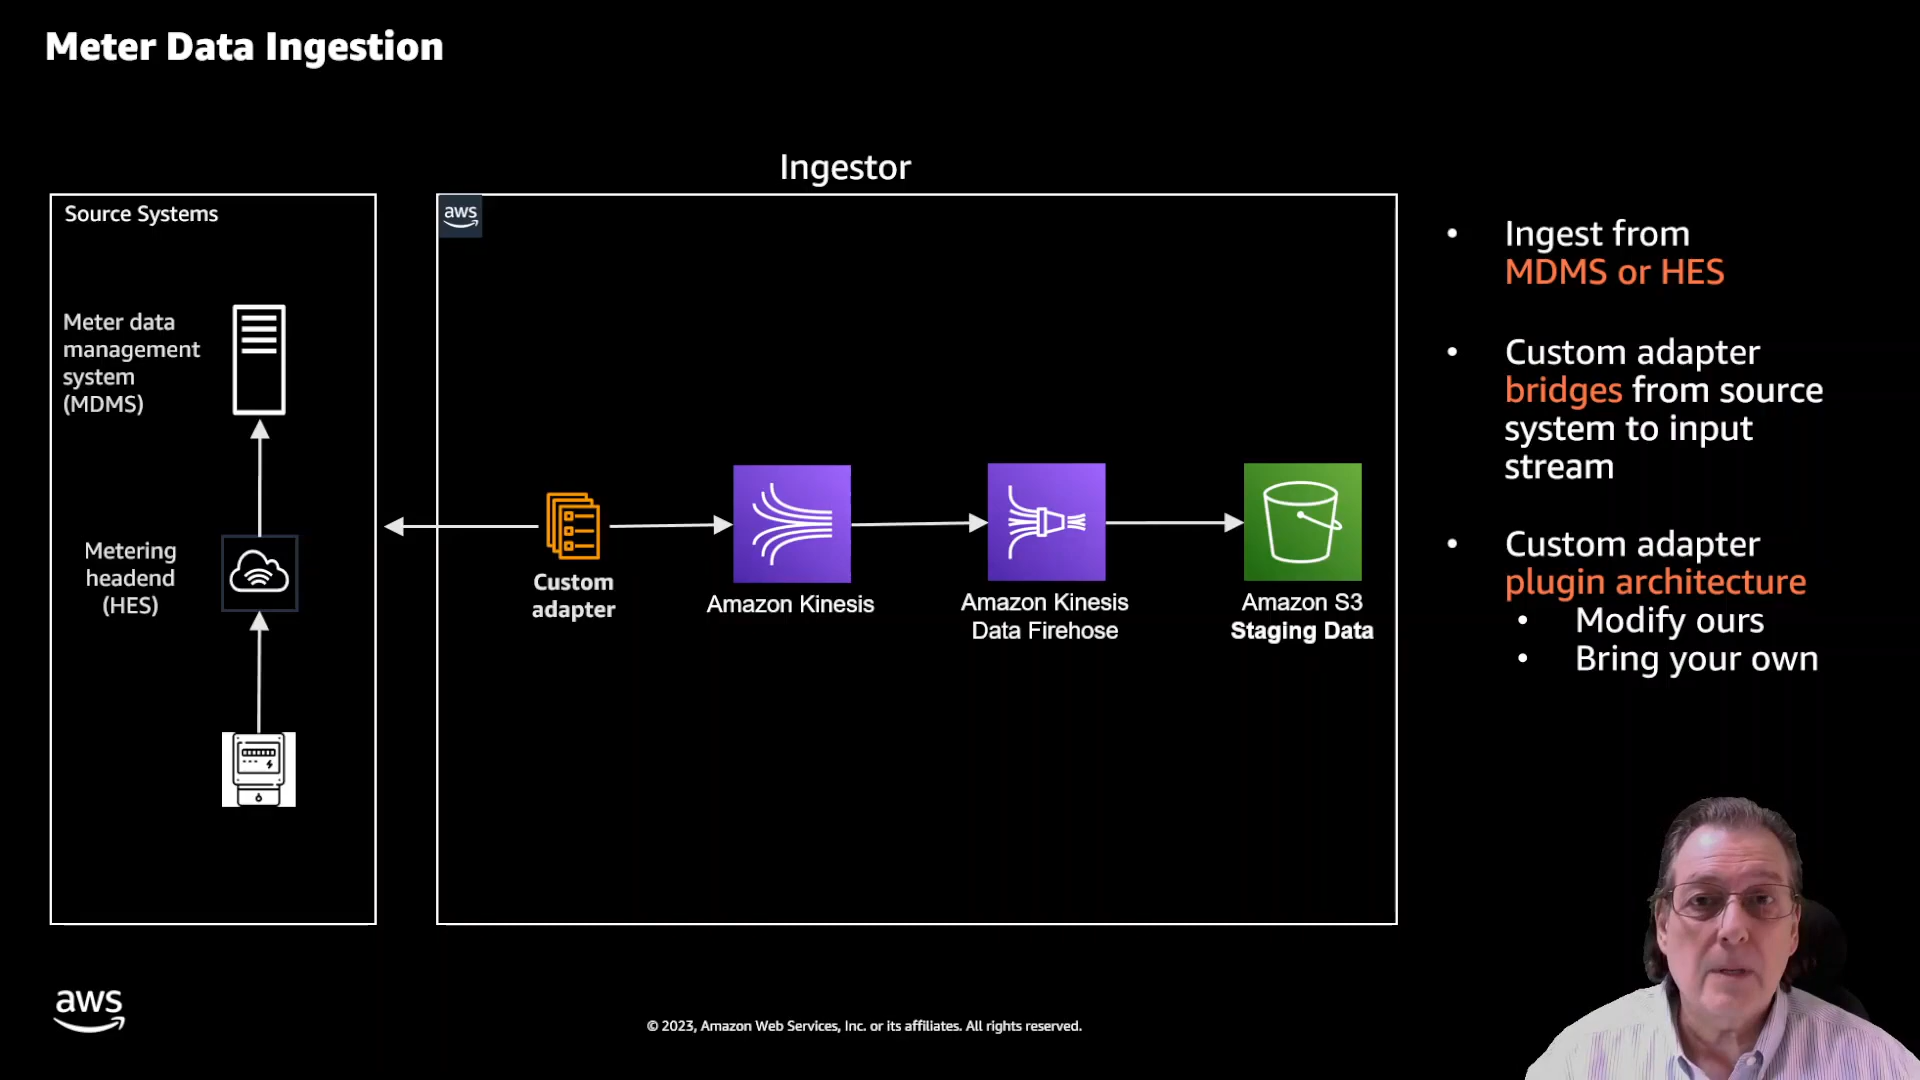 Meter Data Ingestion
Ingestor
Source Systems
aws
Meter data
management
system
(MDMS)
Metering
headend
(HES)
Custom
adapter
Amazon Kinesis
Amazon Kinesis
Data Firehose
Amazon S3
Staging Data
• Ingest from
MDMS or HES
• Custom adapter
bridges from source
system to input
stream
• Custom adapter
plugin architecture
• Modify ours
• Bring your own
aws
© 2023, Amazon Web Services, Inc. or its affiliates. All rights reserved.